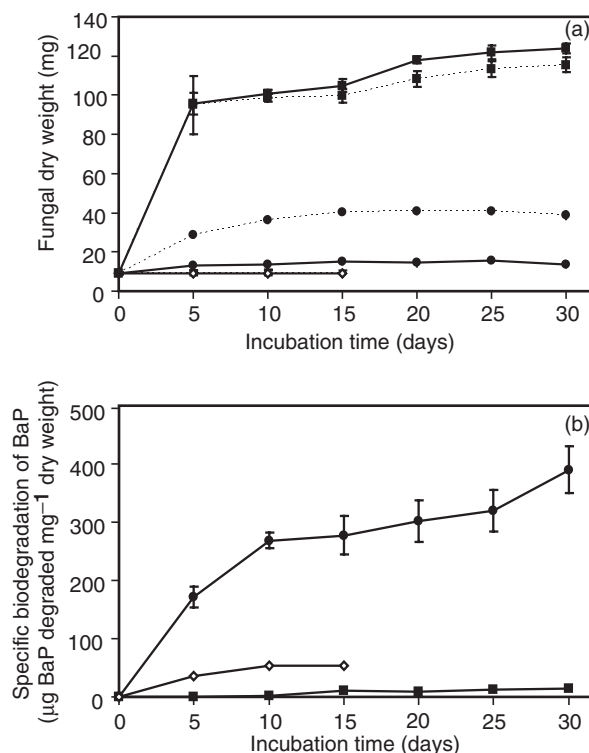 (a)
Fungal dry weight (mg)
140
120
100
80
60
40
20
0
0 5 10 15 20 25 30
Incubation time (days)
(b)
Specific biodegradation of BaP
(µg BaP degraded mg−1 dry weight)
500
400
300
200
100
0
0 5 10 15 20 25 30
Incubation time (days)